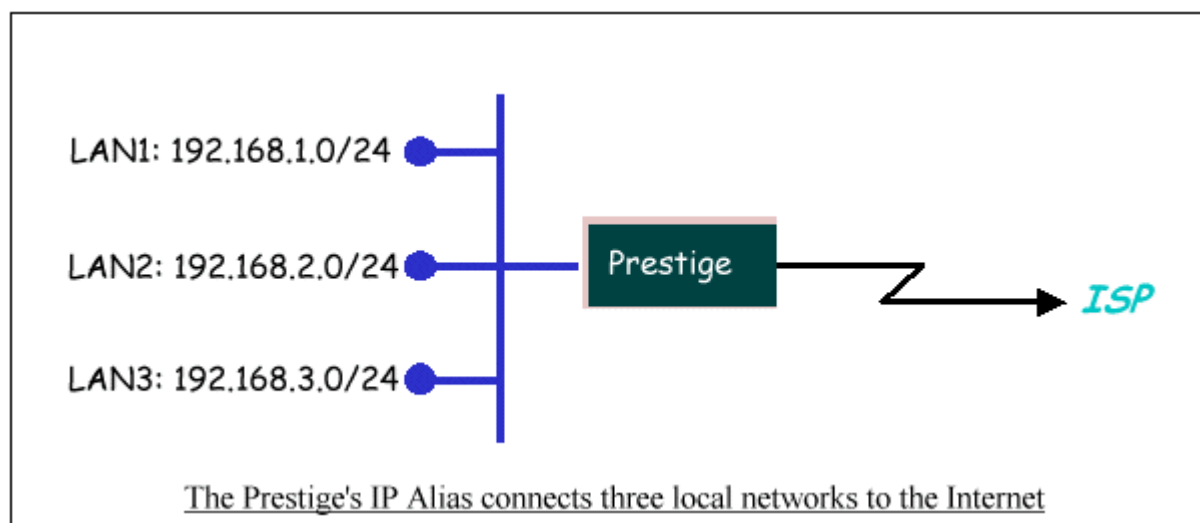 LAN1: 192.168.1.0/24
LAN2: 192.168.2.0/24
Prestige
ISP
LAN3: 192.168.3.0/24
The Prestige's IP Alias connects three local networks to the Internet